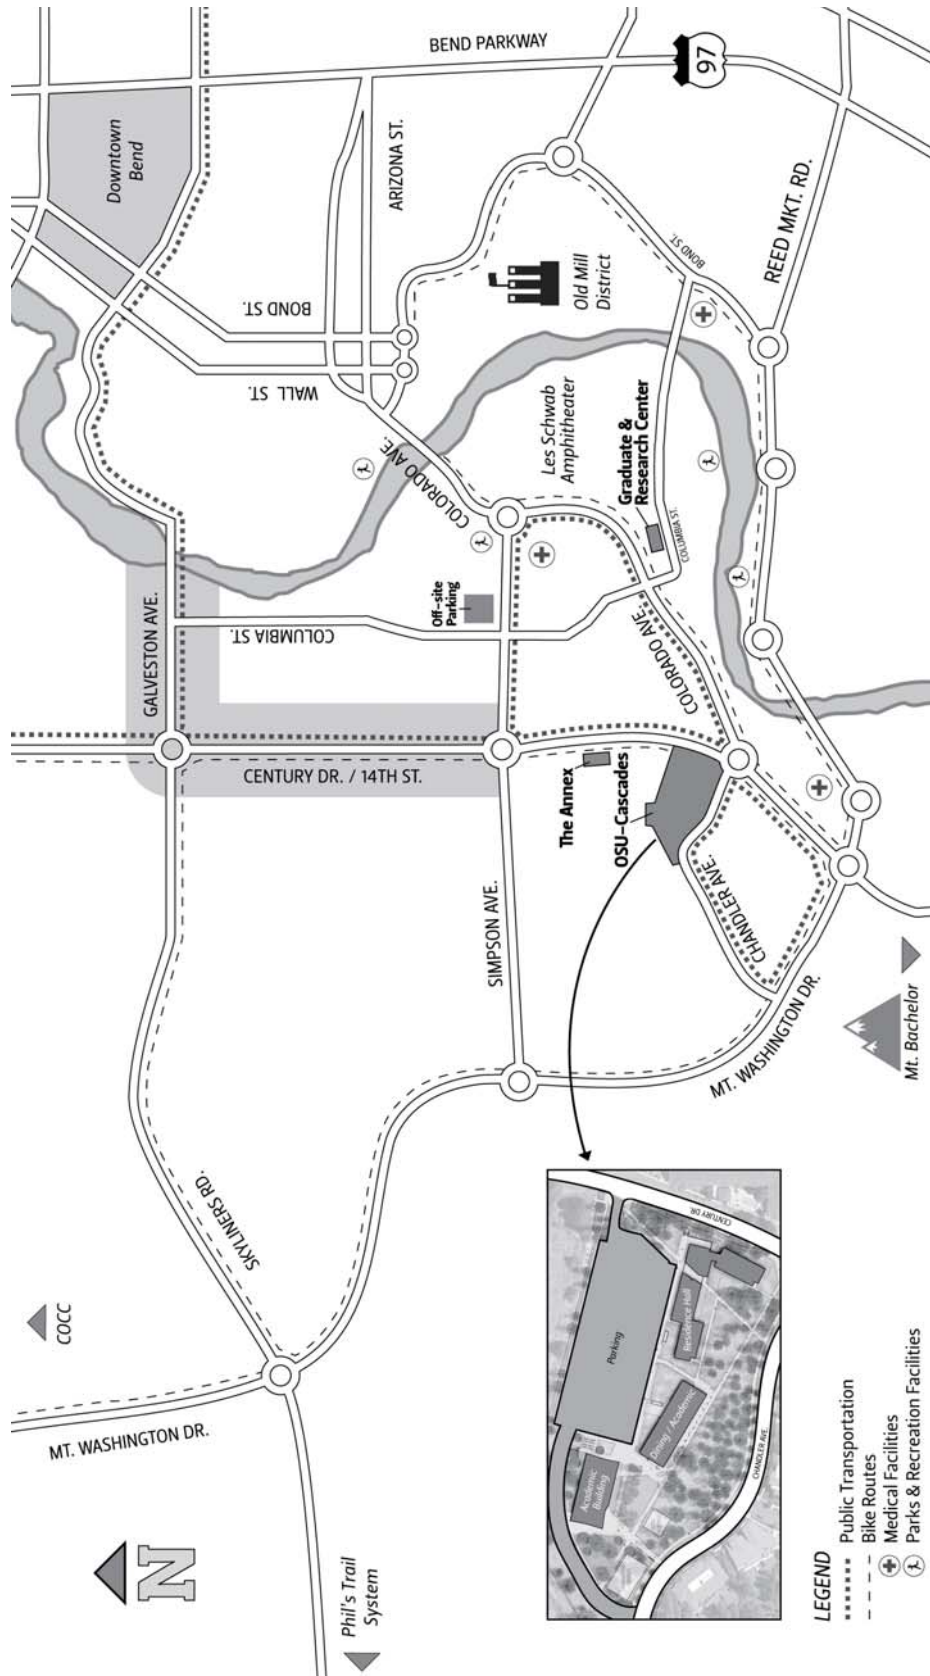 Downtown
Bend
BEND PARKWAY
97
ARIZONA ST.
BOND ST.
WALL ST.
COLORADO AVE.
Old Mill
District
BOND ST.
REED MKT. RD.
Les Schwab
Amphitheater
Graduate &
Research Center
COLUMBIA ST.
GALVESTON AVE.
COLUMBIA ST.
Off-site
Parking
COLORADO AVE.
CENTURY DR. / 14TH ST.
The Annex
OSU-Cascades
SIMPSON AVE.
CHANDLER AVE.
MT. WASHINGTON DR.
Mt. Bachelor
SKYLINERS RD.
COCC
MT. WASHINGTON DR.
N
Phil's Trail
System
CENTURY DR.
Parking
Residence Hall
Dining / Academic
Academic
Building
CHANDLER AVE.
LEGEND
Public Transportation
Bike Routes
Medical Facilities
Parks & Recreation Facilities